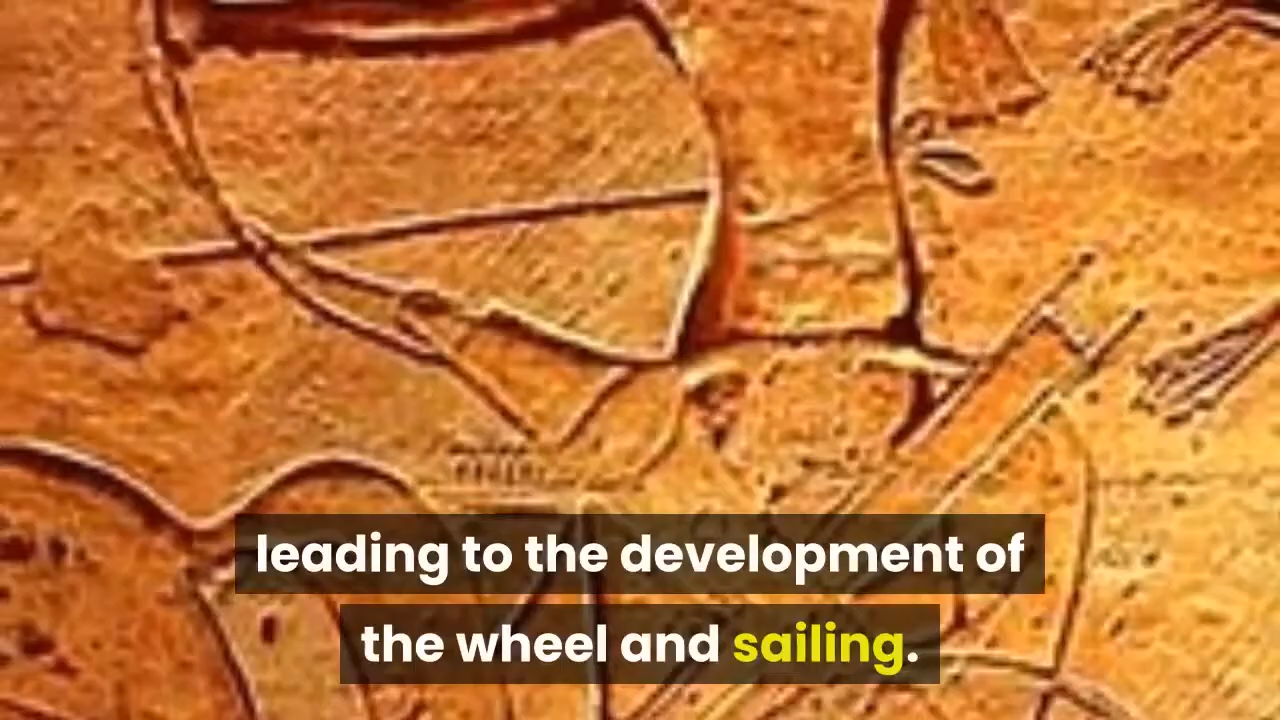 leading to the development of
the wheel and sailing.